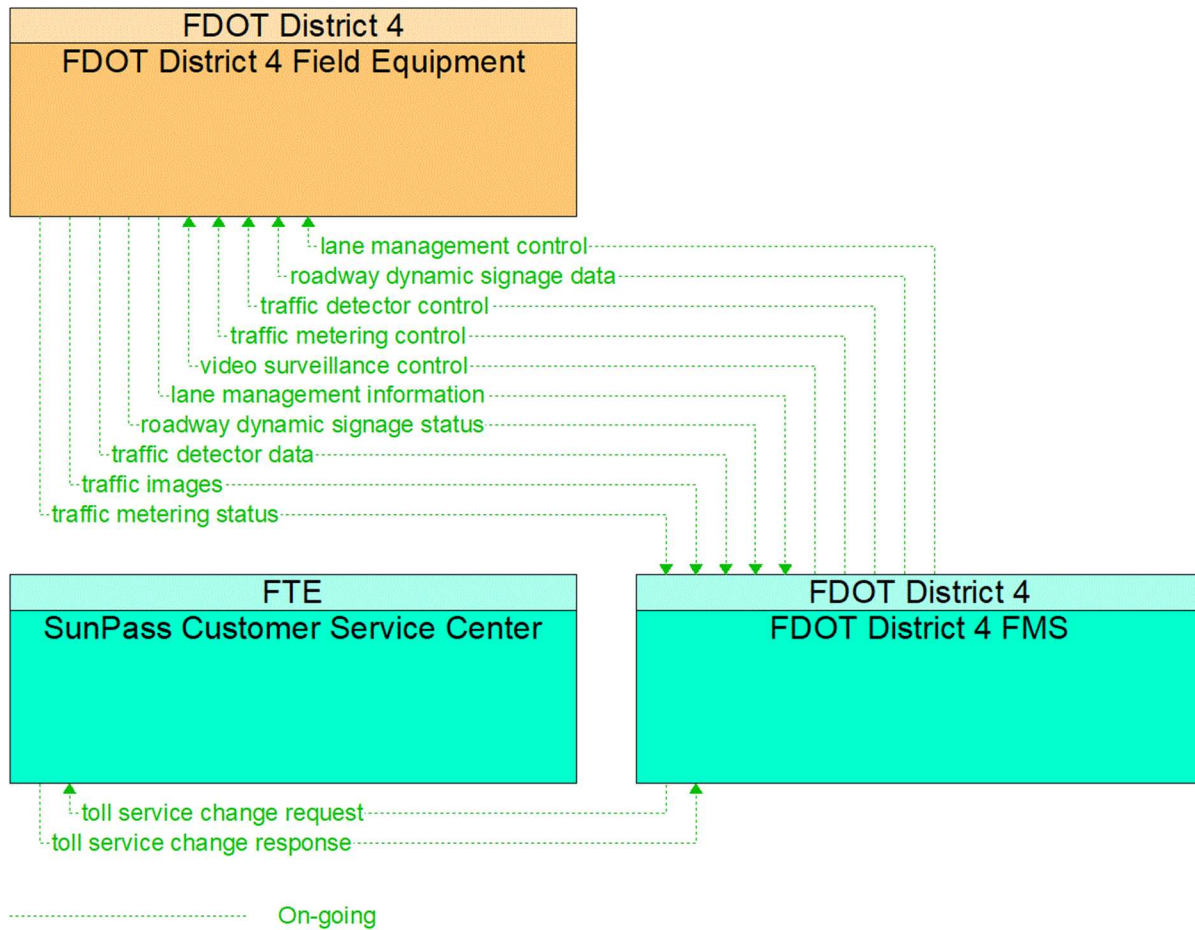 FDOT District 4
FDOT District 4 Field Equipment
lane management control
roadway dynamic signage data
traffic detector control
traffic metering control
video surveillance control
lane management information
roadway dynamic signage status
traffic detector data
traffic images
traffic metering status
FTE
SunPass Customer Service Center
FDOT District 4
FDOT District 4 FMS
toll service change request
toll service change response
On-going